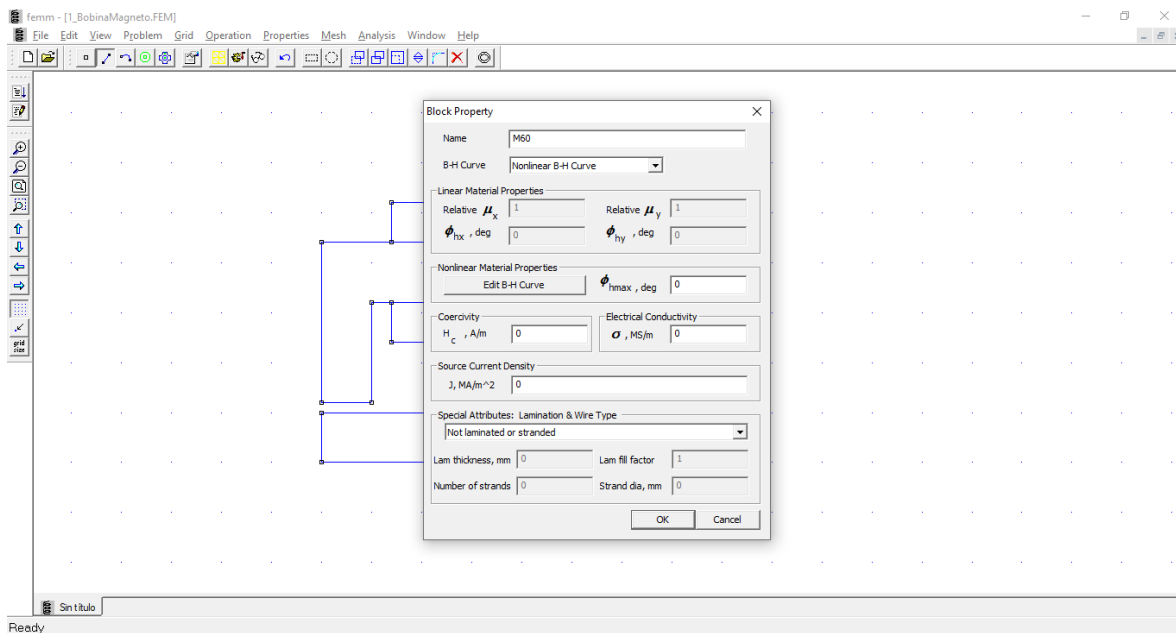 femm - [1_BobinaMagneto.FEM]
File Edit View Problem Grid Operation Properties Mesh Analysis Window Help
Block Property
Name M60
B-H Curve Nonlinear B-H Curve
Linear Material Properties
Relative μx 1 Relative μy 1
ϕhx , deg 0 ϕhy , deg 0
Nonlinear Material Properties
Edit B-H Curve ϕhmax , deg 0
Coercivity Electrical Conductivity
Hc , A/m 0 σ , MS/m 0
Source Current Density
J, MA/m^2 0
Special Attributes: Lamination & Wire Type
Not laminated or stranded
Lam thickness, mm 0 Lam fill factor 1
Number of strands 0 Strand dia, mm 0
OK Cancel
grid
size
Sin título
Ready